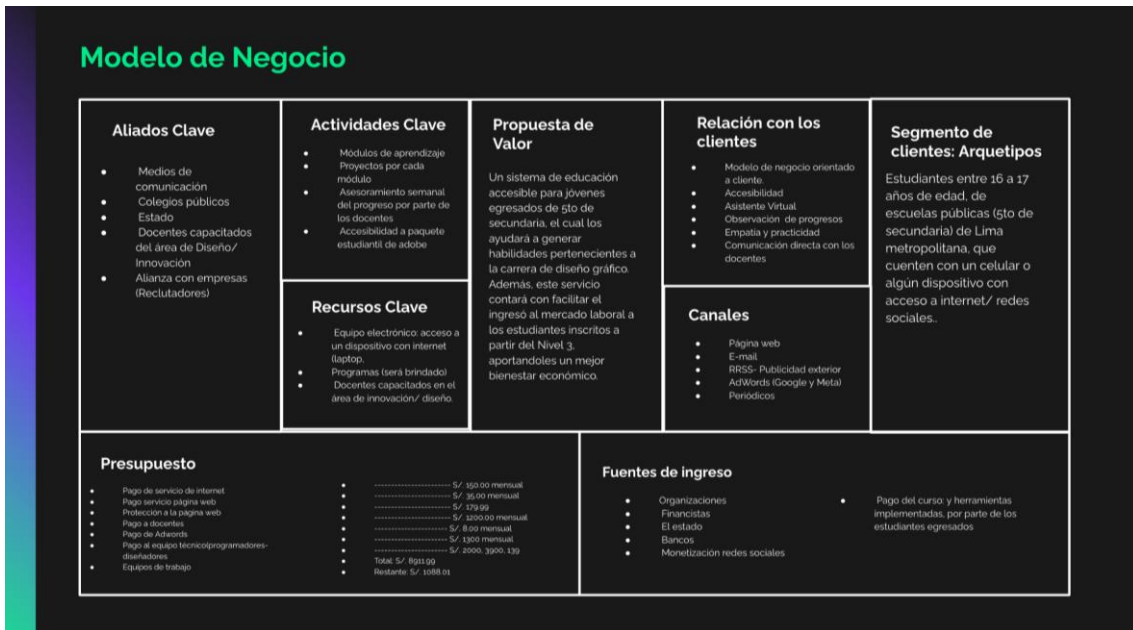 Modelo de Negocio
Aliados Clave
• Medios de
comunicación
• Colegios públicos
• Estado
• Docentes capacitados
del área de Diseño/
Innovación
• Alianza con empresas
(Reclutadores)
Actividades Clave
• Módulos de aprendizaje
• Proyectos por cada
módulo
• Asesoramiento semanal
del progreso por parte de
los docentes
• Accesibilidad a paquete
estudiantil de adobe
Recursos Clave
• Equipo electrónico: acceso a
un dispositivo con internet
(laptop,
• Programas (será brindado)
• Docentes capacitados en el
área de innovación/ diseño.
Propuesta de
Valor
Un sistema de educación
accesible para jóvenes
egresados de 5to de
secundaria, el cual los
ayudará a generar
habilidades pertenecientes a
la carrera de diseño gráfico.
Además, este servicio
contará con facilitar el
ingresó al mercado laboral a
los estudiantes inscritos a
partir del Nivel 3,
aportandoles un mejor
bienestar económico.
Relación con los
clientes
• Modelo de negocio orientado
a cliente.
• Accesibilidad
• Asistente Virtual
• Observación de progresos
• Empatía y practicidad
• Comunicación directa con los
docentes
Canales
• Página web
• E-mail
• RRSS- Publicidad exterior
• AdWords (Google y Meta)
• Periódicos
Segmento de
clientes: Arquetipos
Estudiantes entre 16 a 17
años de edad, de
escuelas públicas (5to de
secundaria) de Lima
metropolitana, que
cuenten con un celular o
algún dispositivo con
acceso a internet/ redes
sociales..
Presupuesto
• Pago de servicio de internet
• Pago servicio página web
• Protección a la pagina web
• Pago a docentes
• Pago de Adwords
• Pago al equipo técnico(programadores-
diseñadores
• Equipos de trabajo
• ------------------------ S/. 150.00 mensual
• ------------------------ S/. 35.00 mensual
• ------------------------ S/. 179.99
• ------------------------ S/. 1200.00 mensual
• ------------------------ S/. 8.00 mensual
• ------------------------ S/. 1300 mensual
• ------------------------ S/. 2000, 3900, 139
• Total: S/. 8911.99
• Restante: S/. 1088.01
Fuentes de ingreso
• Organizaciones
• Financistas
• El estado
• Bancos
• Monetización redes sociales
• Pago del curso: y herramientas
implementadas, por parte de los
estudiantes egresados